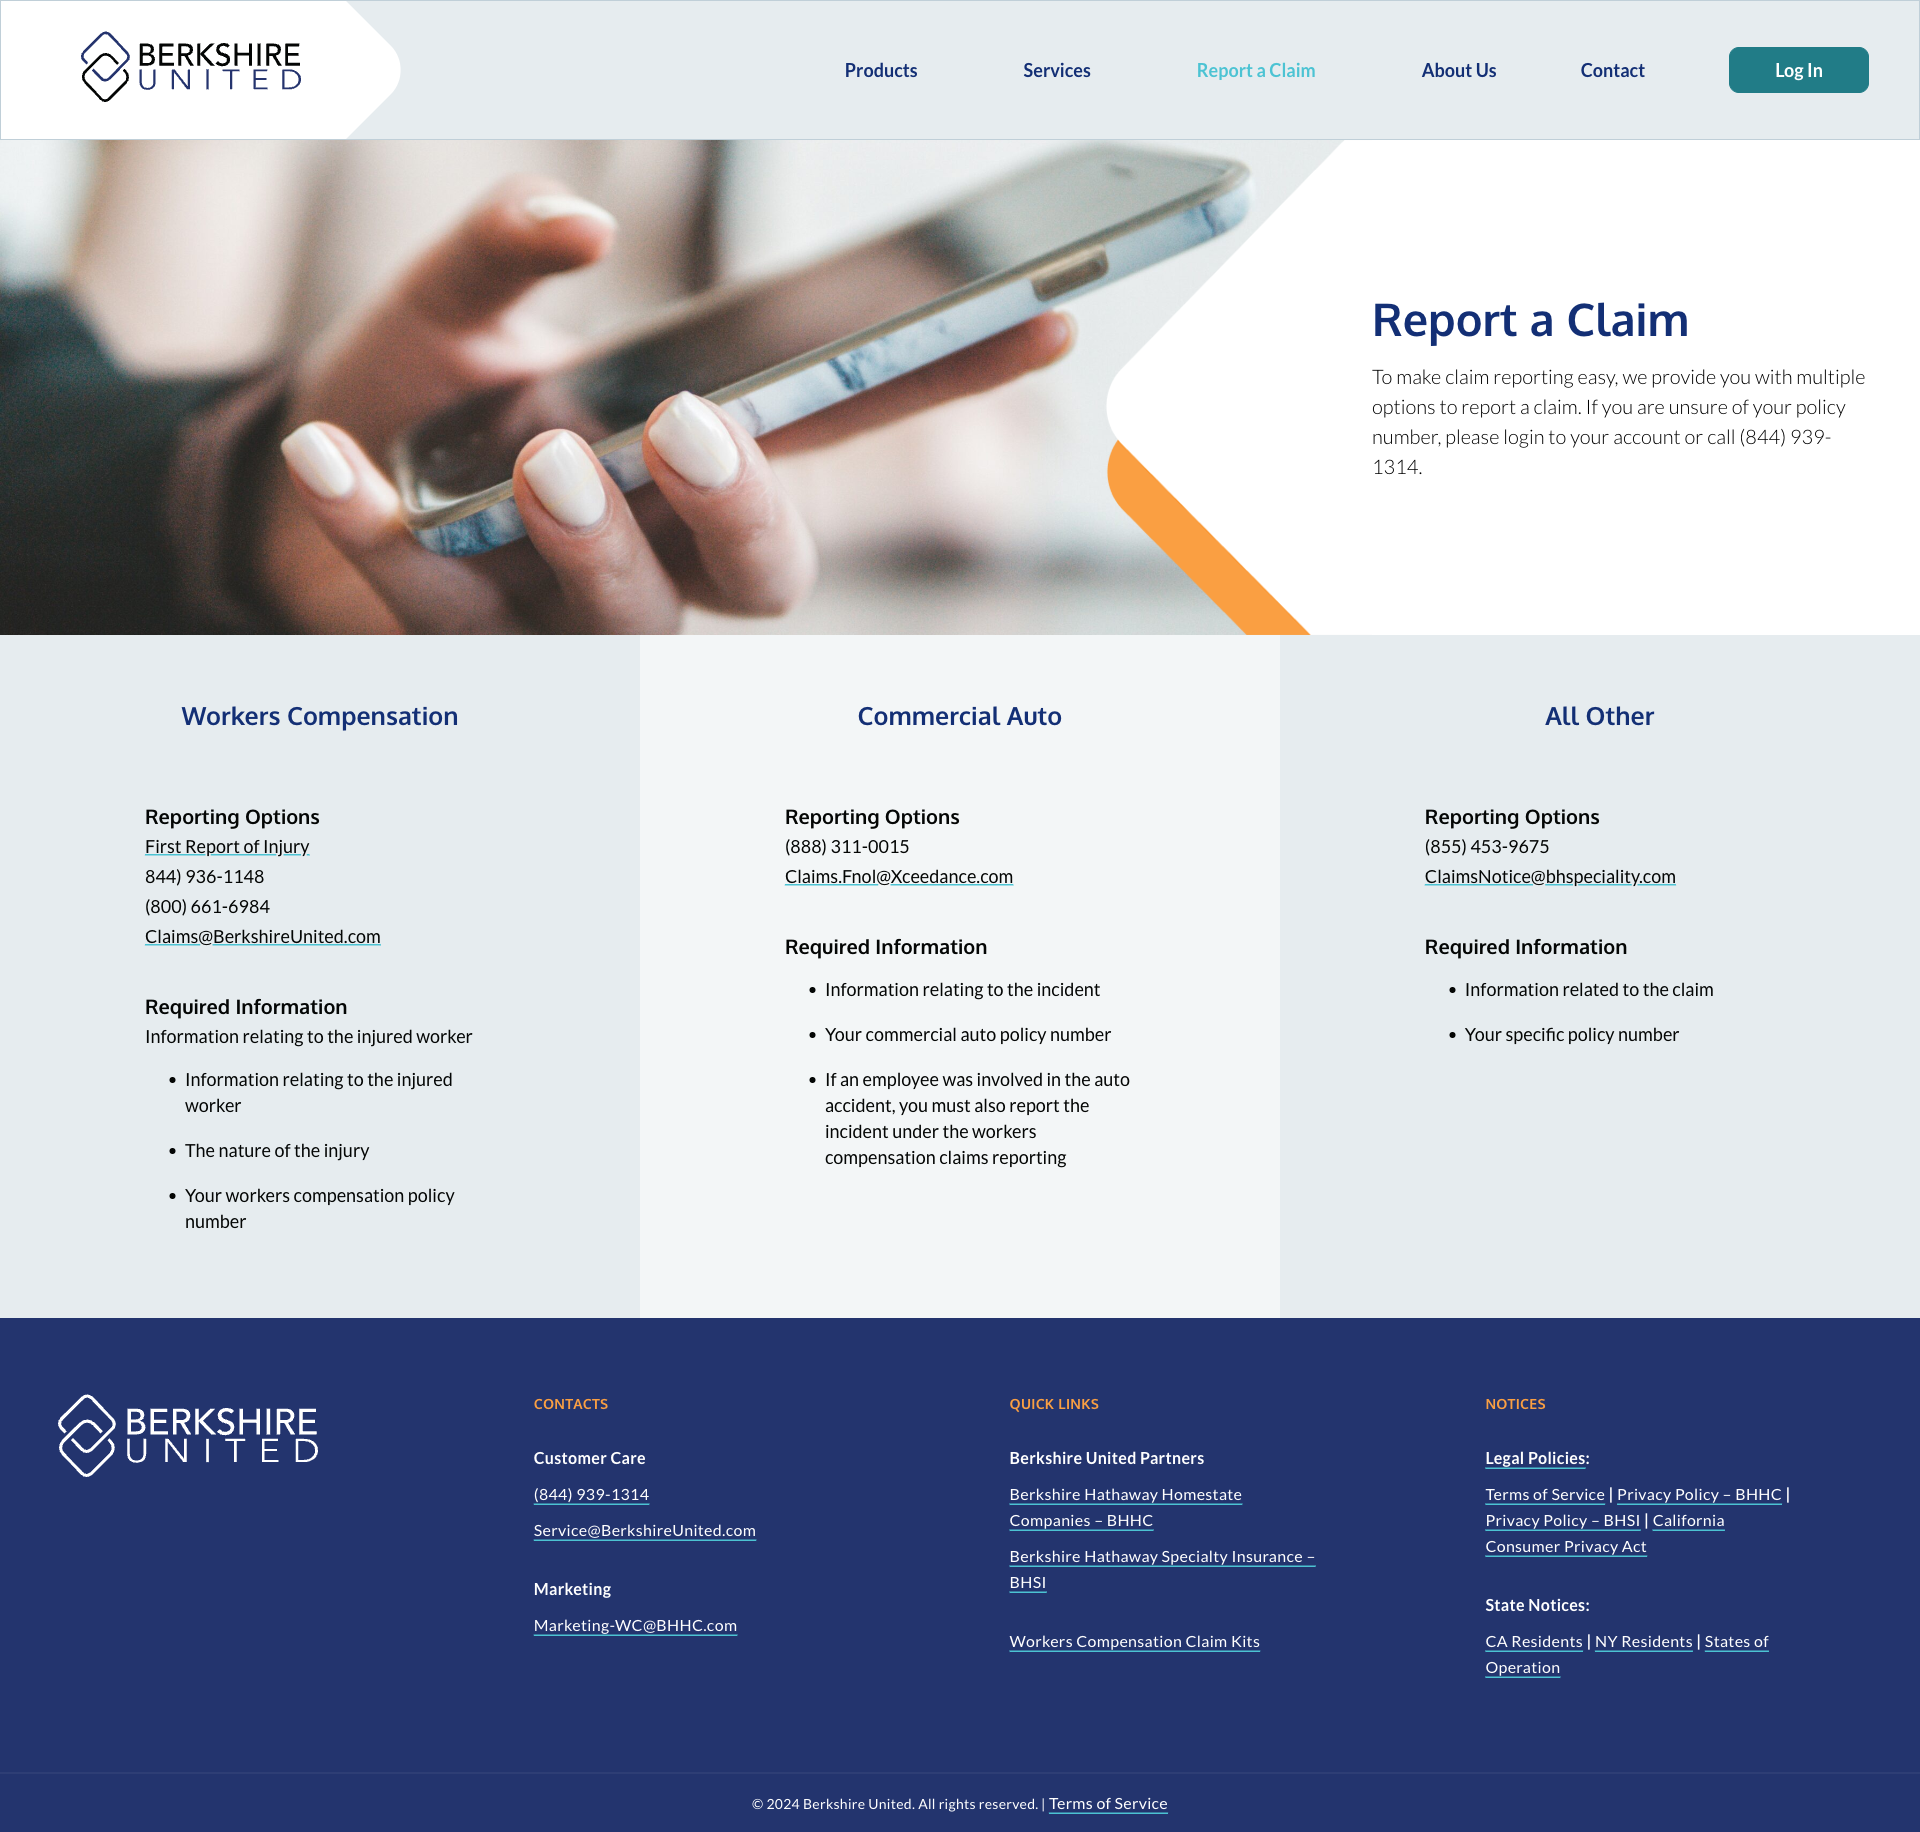 BERKSHIRE
UNITED
Products
Services
Report a Claim
About Us
Contact
Log In
Report a Claim
To make claim reporting easy, we provide you with multiple
options to report a claim. If you are unsure of your policy
number, please login to your account or call (844) 939-
1314.
Workers Compensation
Reporting Options
First Report of Injury
844) 936-1148
(800) 661-6984
Claims@BerkshireUnited.com
Required Information
Information relating to the injured worker
• Information relating to the injured
worker
• The nature of the injury
• Your workers compensation policy
number
Commercial Auto
Reporting Options
(888) 311-0015
Claims.Fnol@Xceedance.com
Required Information
• Information relating to the incident
• Your commercial auto policy number
• If an employee was involved in the auto
accident, you must also report the
incident under the workers
compensation claims reporting
All Other
Reporting Options
(855) 453-9675
ClaimsNotice@bhspeciality.com
Required Information
• Information related to the claim
• Your specific policy number
BERKSHIRE
UNITED
CONTACTS
Customer Care
(844) 939-1314
Service@BerkshireUnited.com
Marketing
Marketing-WC@BHHC.com
QUICK LINKS
Berkshire United Partners
Berkshire Hathaway Homestate
Companies – BHHC
Berkshire Hathaway Specialty Insurance –
BHSI
Workers Compensation Claim Kits
NOTICES
Legal Policies:
Terms of Service | Privacy Policy – BHHC |
Privacy Policy – BHSI | California
Consumer Privacy Act
State Notices:
CA Residents | NY Residents | States of
Operation
© 2024 Berkshire United. All rights reserved. | Terms of Service